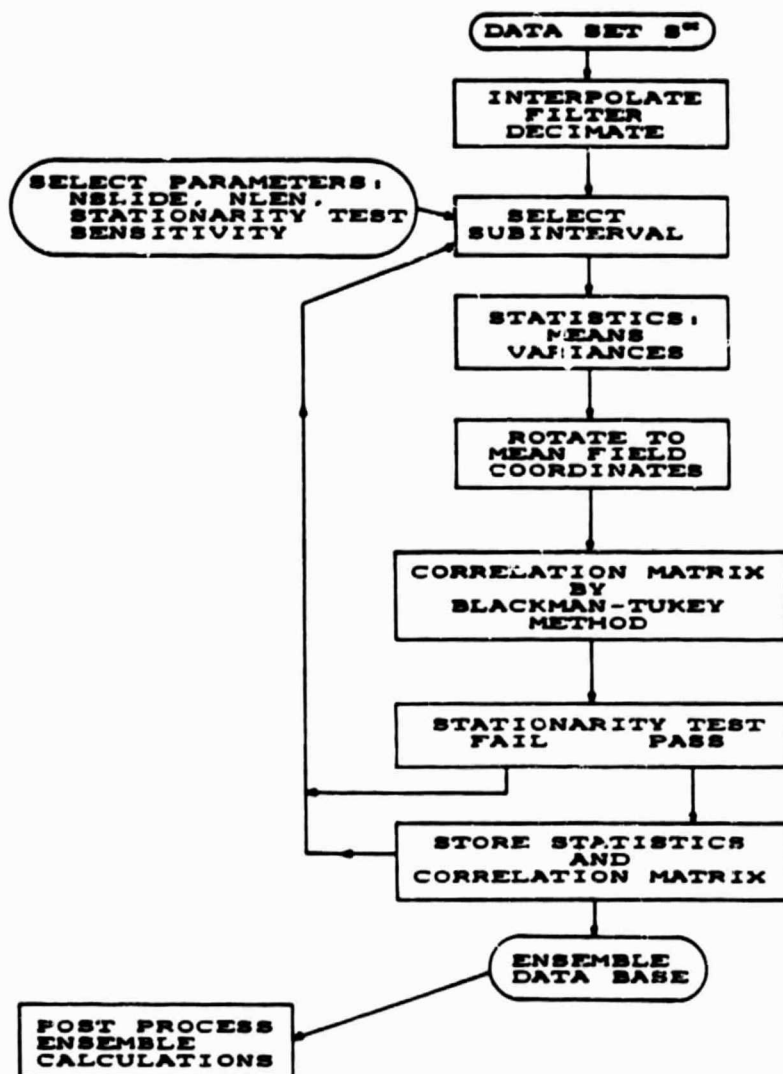 DATA SET S∝
INTERPOLATE
FILTER
DECIMATE
SELECT PARAMETERS:
NSLIDE, NLEN,
STATIONARITY TEST
SENSITIVITY
SELECT
SUBINTERVAL
STATISTICS:
MEANS
VARIANCES
ROTATE TO
MEAN FIELD
COORDINATES
CORRELATION MATRIX
BY
BLACKMAN-TUKEY
METHOD
STATIONARITY TEST
FAIL PASS
STORE STATISTICS
AND
CORRELATION MATRIX
ENSEMBLE
DATA BASE
POST PROCESS
ENSEMBLE
CALCULATIONS